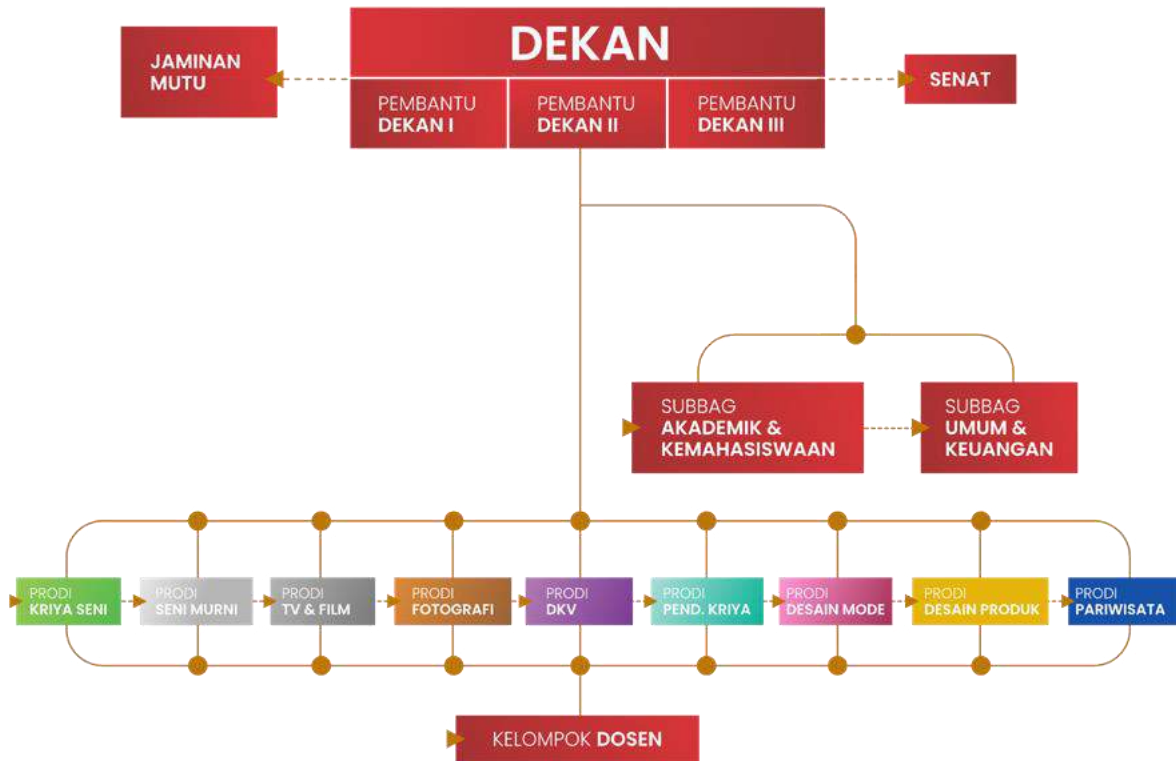 DEKAN
JAMINAN
MUTU
SENAT
PEMBANTU
DEKAN I
PEMBANTU
DEKAN II
PEMBANTU
DEKAN III
SUBBAG
AKADEMIK &
KEMAHASISWAAN
SUBBAG
UMUM &
KEUANGAN
PRODI
KRIYA SENI
PRODI
SENI MURNI
PRODI
TV & FILM
PRODI
FOTOGRAFI
PRODI
DKV
PRODI
PEND. KRIYA
PRODI
DESAIN MODE
PRODI
DESAIN PRODUK
PRODI
PARIWISATA
KELOMPOK DOSEN